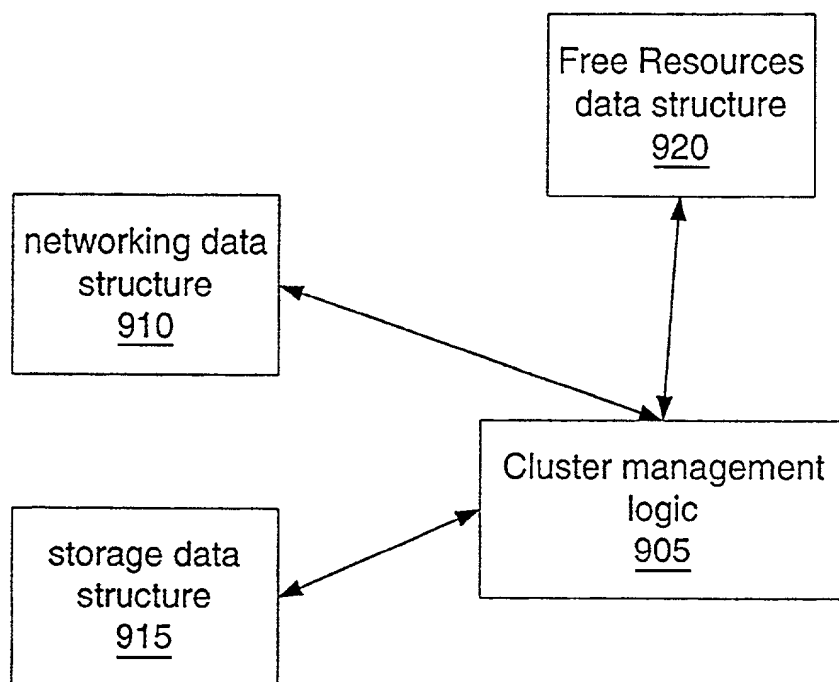 Free Resources
data structure
920
networking data
structure
910
Cluster management
logic
905
storage data
structure
915